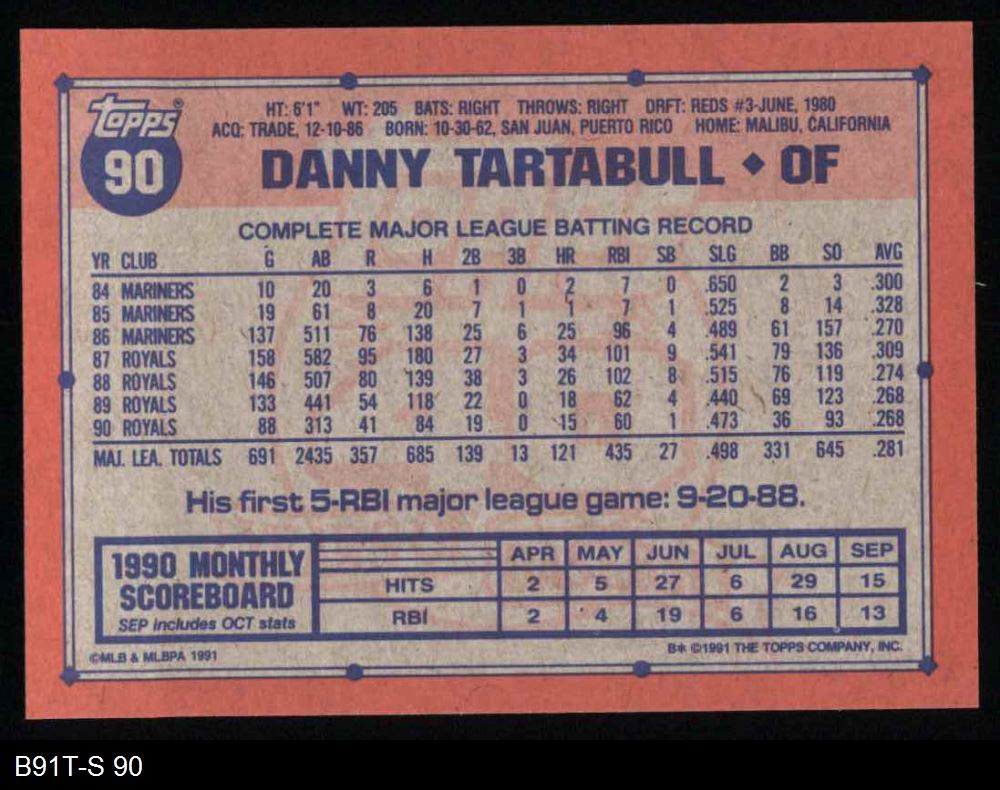 Topps®
90
HT: 6'1" WT: 205 BATS: RIGHT THROWS: RIGHT DRFT: REDS #3-JUNE, 1980
ACQ: TRADE, 12-10-86 BORN: 10-30-62, SAN JUAN, PUERTO RICO HOME: MALIBU, CALIFORNIA
DANNY TARTABULL ◆ OF
COMPLETE MAJOR LEAGUE BATTING RECORD
YR CLUB G AB R H 2B 3B HR RBI SB SLG BB SO AVG
84 MARINERS 10 20 3 6 1 0 2 7 0 .650 2 3 .300
85 MARINERS 19 61 8 20 7 1 1 7 1 .525 8 14 .328
86 MARINERS 137 511 76 138 25 6 25 96 4 .489 61 157 .270
87 ROYALS 158 582 95 180 27 3 34 101 9 .541 79 136 .309
88 ROYALS 146 507 80 139 38 3 26 102 8 .515 76 119 .274
89 ROYALS 133 441 54 118 22 0 18 62 4 .440 69 123 .268
90 ROYALS 88 313 41 84 19 0 15 60 1 .473 36 93 .268
MAJ. LEA. TOTALS 691 2435 357 685 139 13 121 435 27 .498 331 645 .281
His first 5-RBI major league game: 9-20-88.
1990 MONTHLY
SCOREBOARD
SEP includes OCT stats
APR MAY JUN JUL AUG SEP
HITS 2 5 27 6 29 15
RBI 2 4 19 6 16 13
©MLB & MLBPA 1991
B* ©1991 THE TOPPS COMPANY, INC.
B91T-S 90